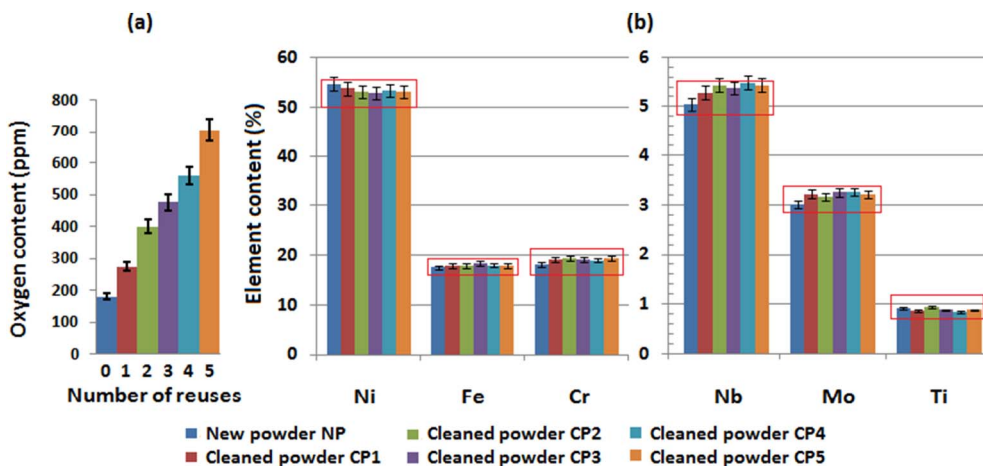 (a)
(b)
Oxygen content (ppm)
800
700
600
500
400
300
200
100
0
0 1 2 3 4 5
Number of reuses
Element content (%)
60
50
40
30
20
10
0
Ni Fe Cr
6
5
4
3
2
1
0
Nb Mo Ti
New powder NP
Cleaned powder CP2
Cleaned powder CP4
Cleaned powder CP1
Cleaned powder CP3
Cleaned powder CP5